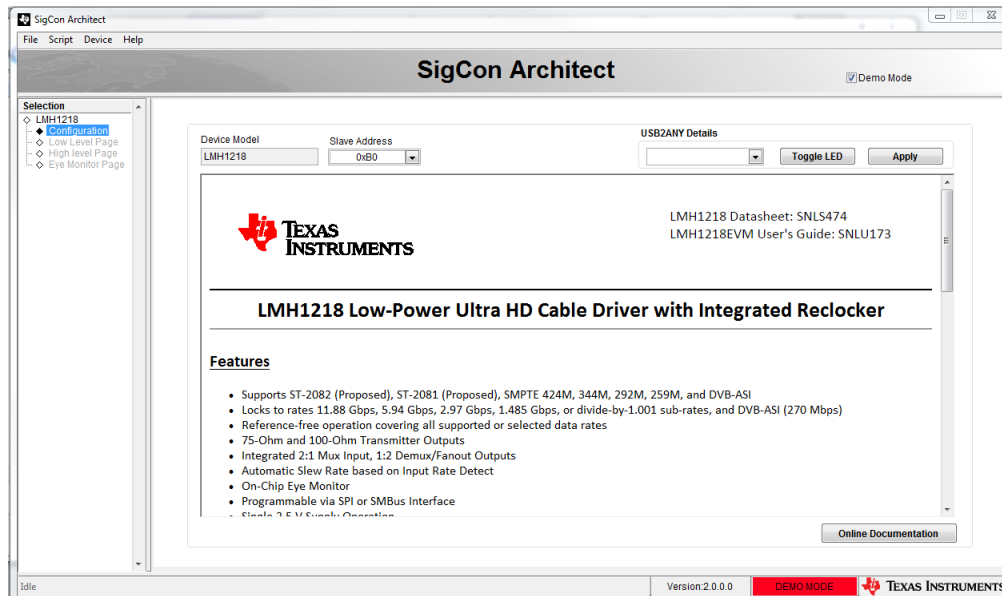 SigCon Architect
File Script Device Help
SigCon Architect
Demo Mode
Selection
LMH1218
Configuration
Low Level Page
High level Page
Eye Monitor Page
Device Model
LMH1218
Slave Address
0xB0
USB2ANY Details
Toggle LED
Apply
TEXAS
INSTRUMENTS
LMH1218 Datasheet: SNLS474
LMH1218EVM User's Guide: SNLU173
LMH1218 Low-Power Ultra HD Cable Driver with Integrated Reclocker
Features
Supports ST-2082 (Proposed), ST-2081 (Proposed), SMPTE 424M, 344M, 292M, 259M, and DVB-ASI
Locks to rates 11.88 Gbps, 5.94 Gbps, 2.97 Gbps, 1.485 Gbps, or divide-by-1.001 sub-rates, and DVB-ASI (270 Mbps)
Reference-free operation covering all supported or selected data rates
75-Ohm and 100-Ohm Transmitter Outputs
Integrated 2:1 Mux Input, 1:2 Demux/Fanout Outputs
Automatic Slew Rate based on Input Rate Detect
On-Chip Eye Monitor
Programmable via SPI or SMBus Interface
Single 2.5 V Supply Operation
Online Documentation
Idle
Version:2.0.0.0
DEMO MODE
TEXAS INSTRUMENTS